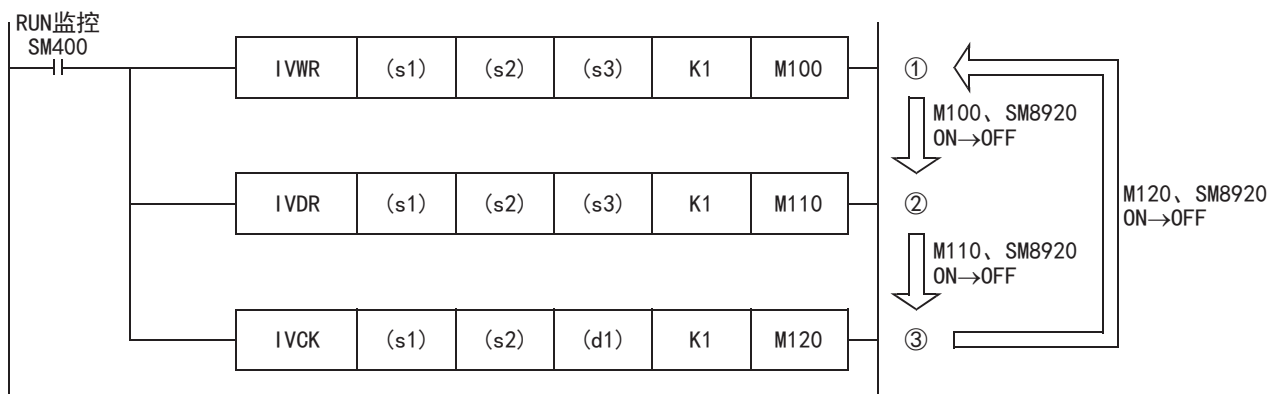 RUN监控
SM400
IVWR (s1) (s2) (s3) K1 M100 ①
M100、SM8920
ON→OFF
IVDR (s1) (s2) (s3) K1 M110 ②
M120、SM8920
ON→OFF
M110、SM8920
ON→OFF
IVCK (s1) (s2) (d1) K1 M120 ③